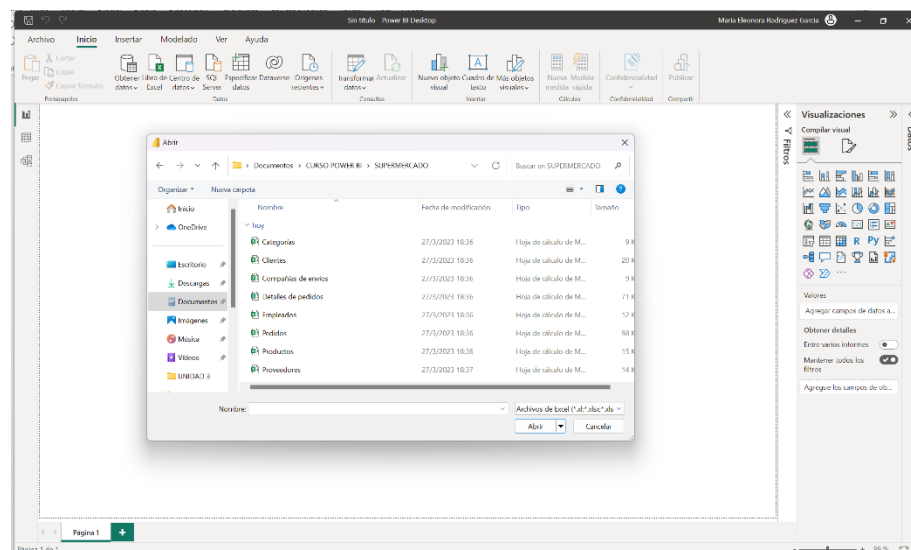 Sin título Power BI Desktop
María Eleonora Rodríguez García
Archivo Inicio Insertar Modelado Ver Ayuda
Pegar
Cortar
Copia
Copiar formato
Portapapeles
Obtener datos
Libro de Excel
Centro de datos
SQL Server
Especificar datos
Dataverse
Orígenes recientes
Datos
Transformar datos
Actualizar
Consultas
Nuevo objeto visual
Cuadro de texto
Más objetos visuales
Insertar
Nueva medida
Medida rápida
Cálculos
Confidencialidad
Confidencialidad
Publicar
Compartir
Abrir
Documentos > CURSO POWER BI > SUPERMERCADO
Buscar en SUPERMERCADO
Organizar Nueva carpeta
Inicio
OneDrive
Escritorio
Descargas
Documentos
Imágenes
Música
Vídeos
UNIDAD 3
Nombre Fecha de modificación Tipo Tamaño
hoy
Categorías 27/3/2023 18:36 Hoja de cálculo de M... 9 K
Clientes 27/3/2023 18:36 Hoja de cálculo de M... 20 K
Compañías de envíos 27/3/2023 18:36 Hoja de cálculo de M... 9 K
Detalles de pedidos 27/3/2023 18:36 Hoja de cálculo de M... 71 K
Empleados 27/3/2023 18:36 Hoja de cálculo de M... 12 K
Pedidos 27/3/2023 18:36 Hoja de cálculo de M... 98 K
Productos 27/3/2023 18:36 Hoja de cálculo de M... 15 K
Proveedores 27/3/2023 18:37 Hoja de cálculo de M... 14 K
Nombre:
Archivos de Excel (*.xl;*.xlsx;*.xls
Abrir Cancelar
Filtros
Visualizaciones
Compilar visual
R Py
Valores
Agregar campos de datos a...
Obtener detalles
Entre varios informes
Mantener todos los filtros
Agregue los campos de ob...
Datos
Página 1
Página 1 de 1